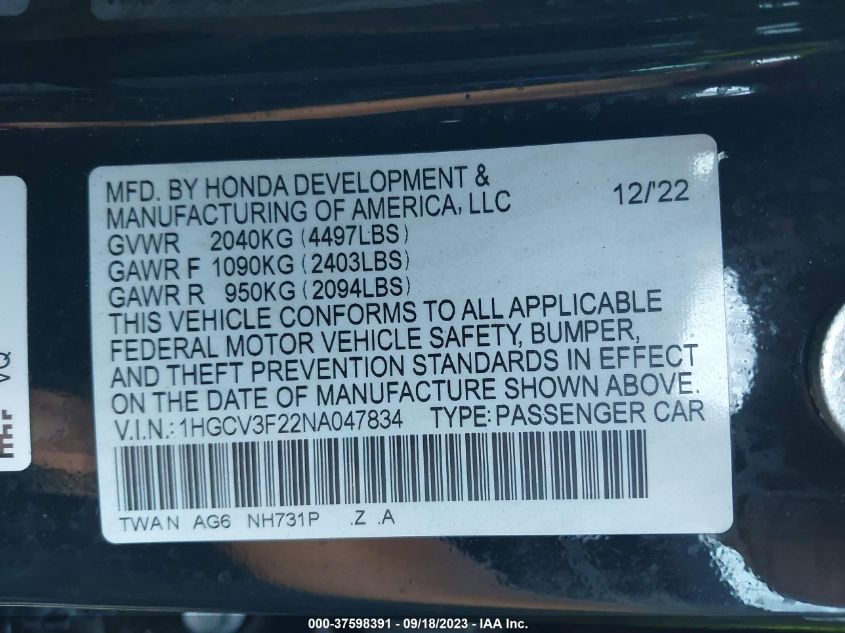 MFD. BY HONDA DEVELOPMENT &
MANUFACTURING OF AMERICA, LLC 12/'22
GVWR 2040KG (4497LBS)
GAWR F 1090KG (2403LBS)
GAWR R 950KG (2094LBS)
THIS VEHICLE CONFORMS TO ALL APPLICABLE
FEDERAL MOTOR VEHICLE SAFETY, BUMPER,
AND THEFT PREVENTION STANDARDS IN EFFECT
ON THE DATE OF MANUFACTURE SHOWN ABOVE.
V.I.N.: 1HGCV3F22NA047834 TYPE: PASSENGER CAR
TWAN AG6 NH731P .Z .A
VQ
000-37598391 - 09/18/2023 - IAA Inc.